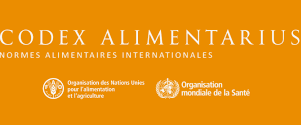 CODEX ALIMENTARIUS
NORMES ALIMENTAIRES INTERNATIONALES
Organisation des Nations Unies
pour l'alimentation
et l'agriculture
Organisation
mondiale de la Santé